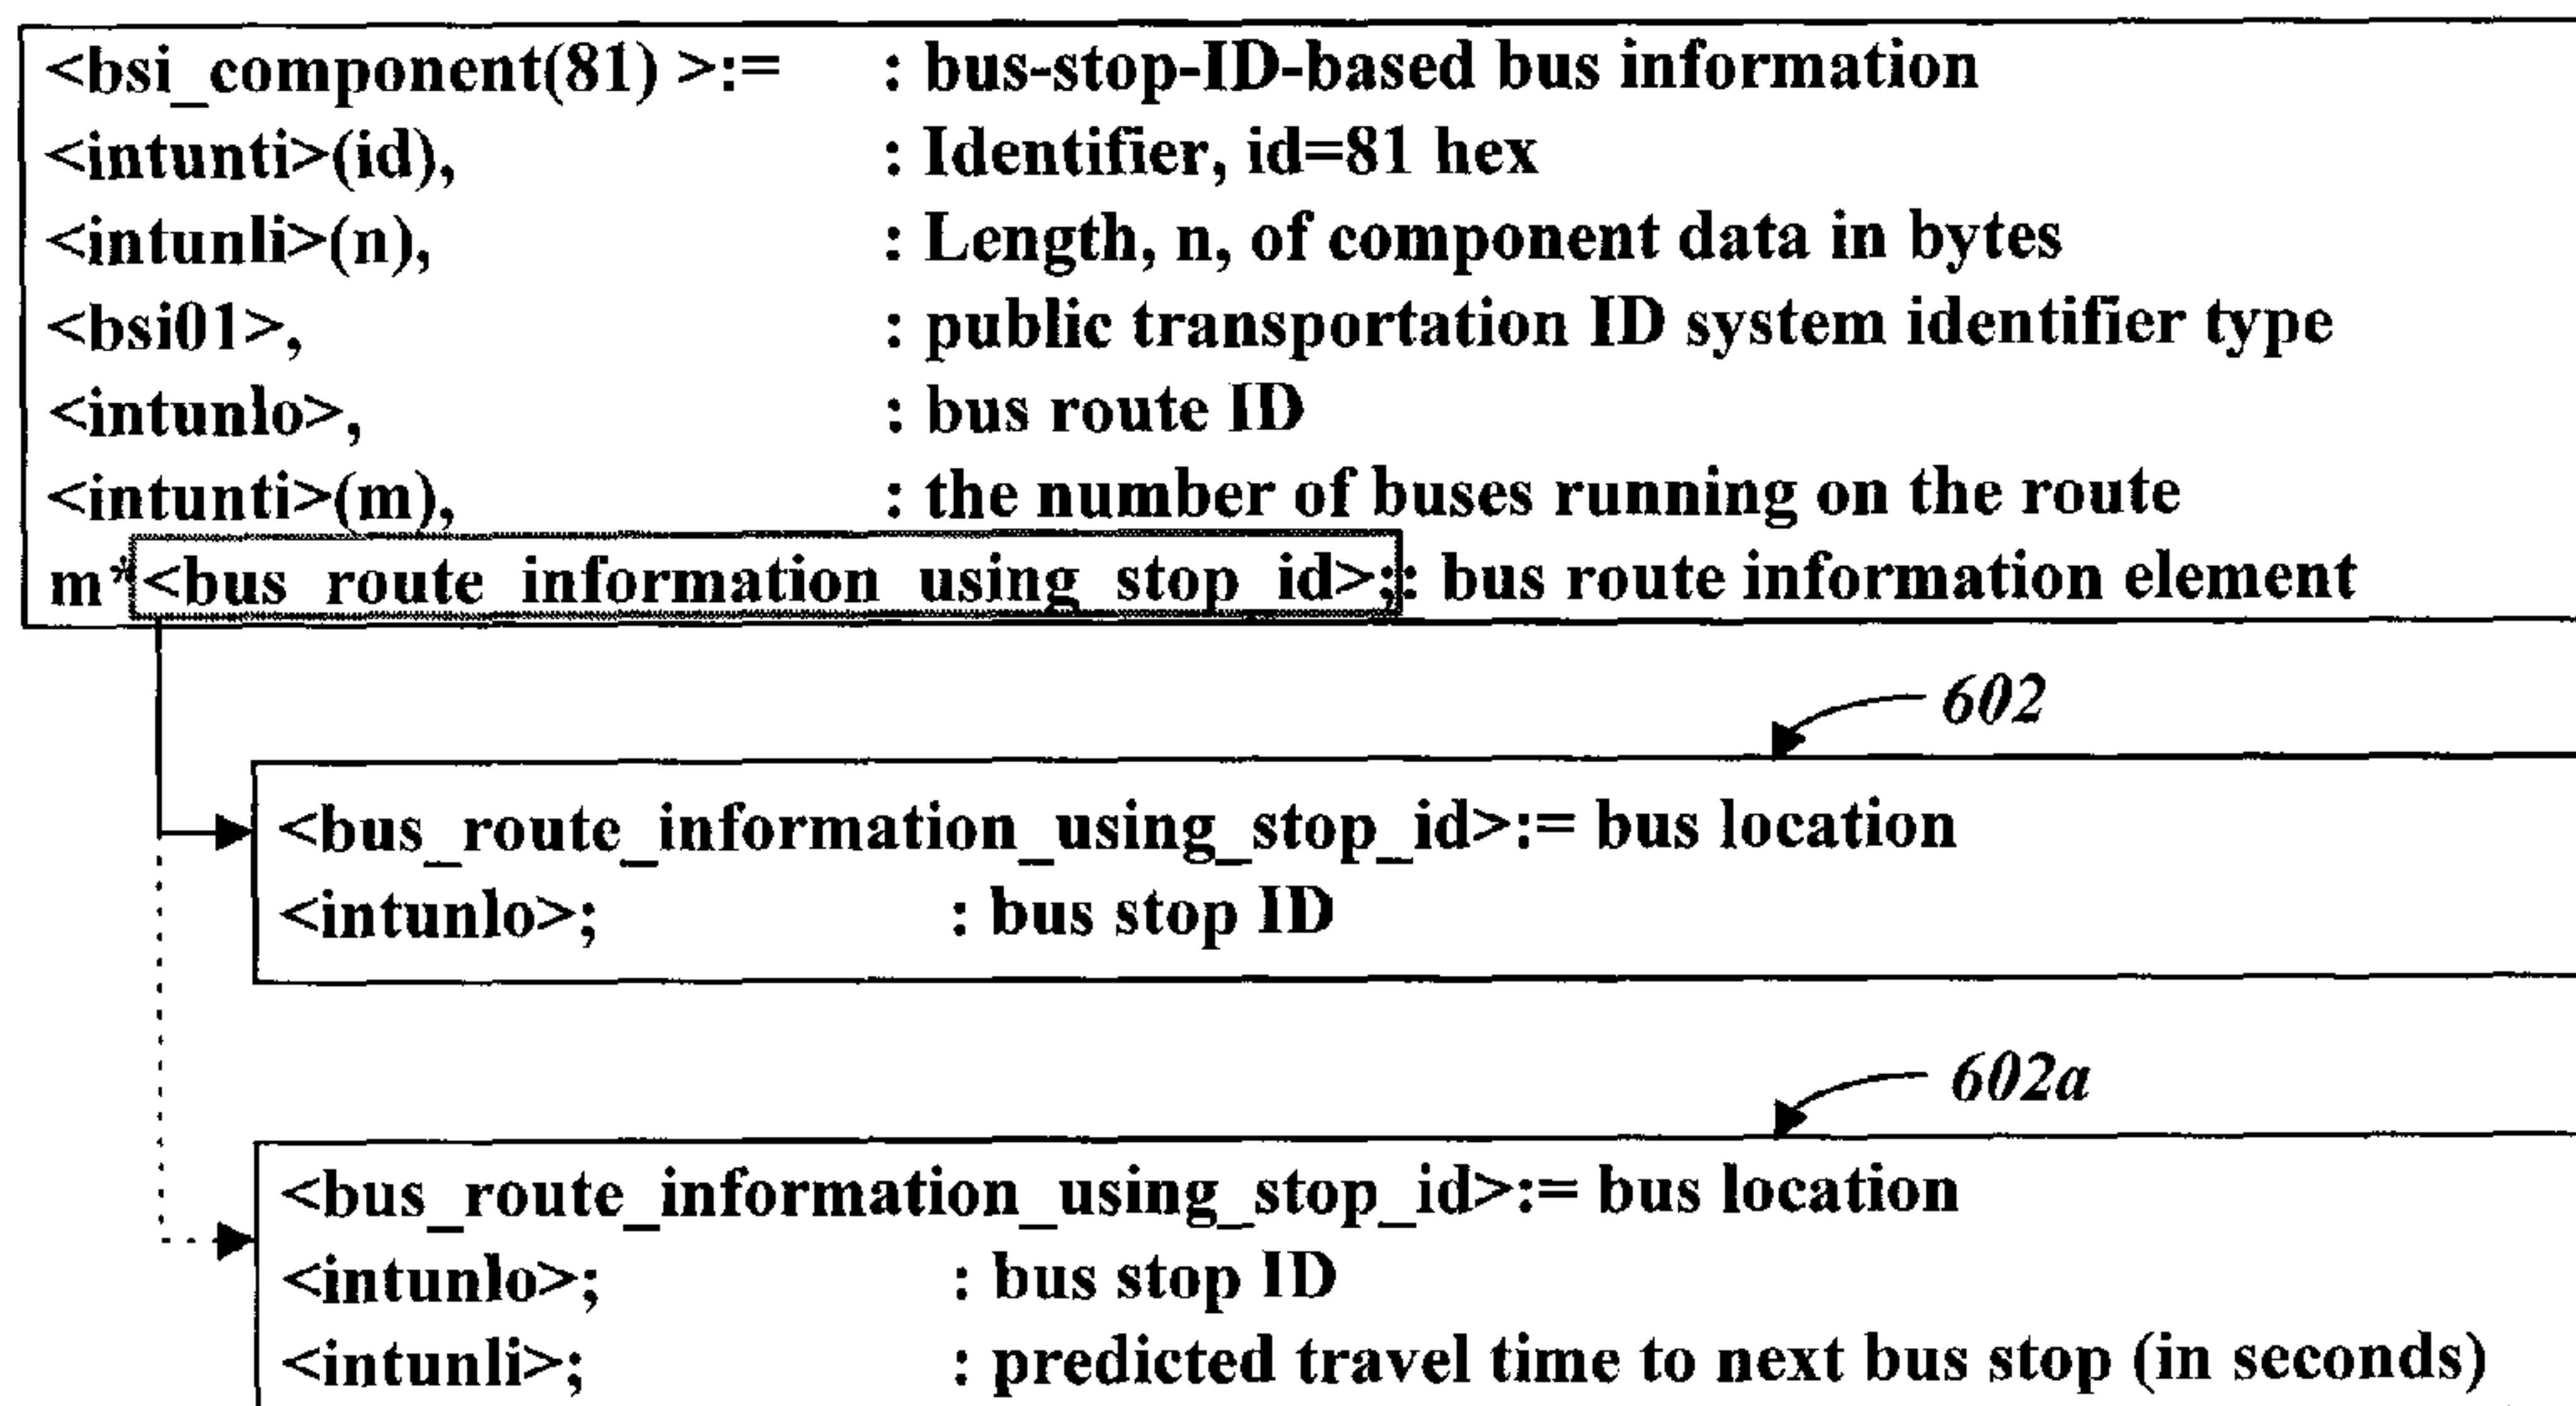 <bsi_component(81) >:= : bus-stop-ID-based bus information
<intunti>(id), : Identifier, id=81 hex
<intunli>(n), : Length, n, of component data in bytes
<bsi01>, : public transportation ID system identifier type
<intunlo>, : bus route ID
<intunti>(m), : the number of buses running on the route
m*<bus_route_information_using_stop_id>;: bus route information element
602
<bus_route_information_using_stop_id>:= bus location
<intunlo>; : bus stop ID
602a
<bus_route_information_using_stop_id>:= bus location
<intunlo>; : bus stop ID
<intunli>; : predicted travel time to next bus stop (in seconds)